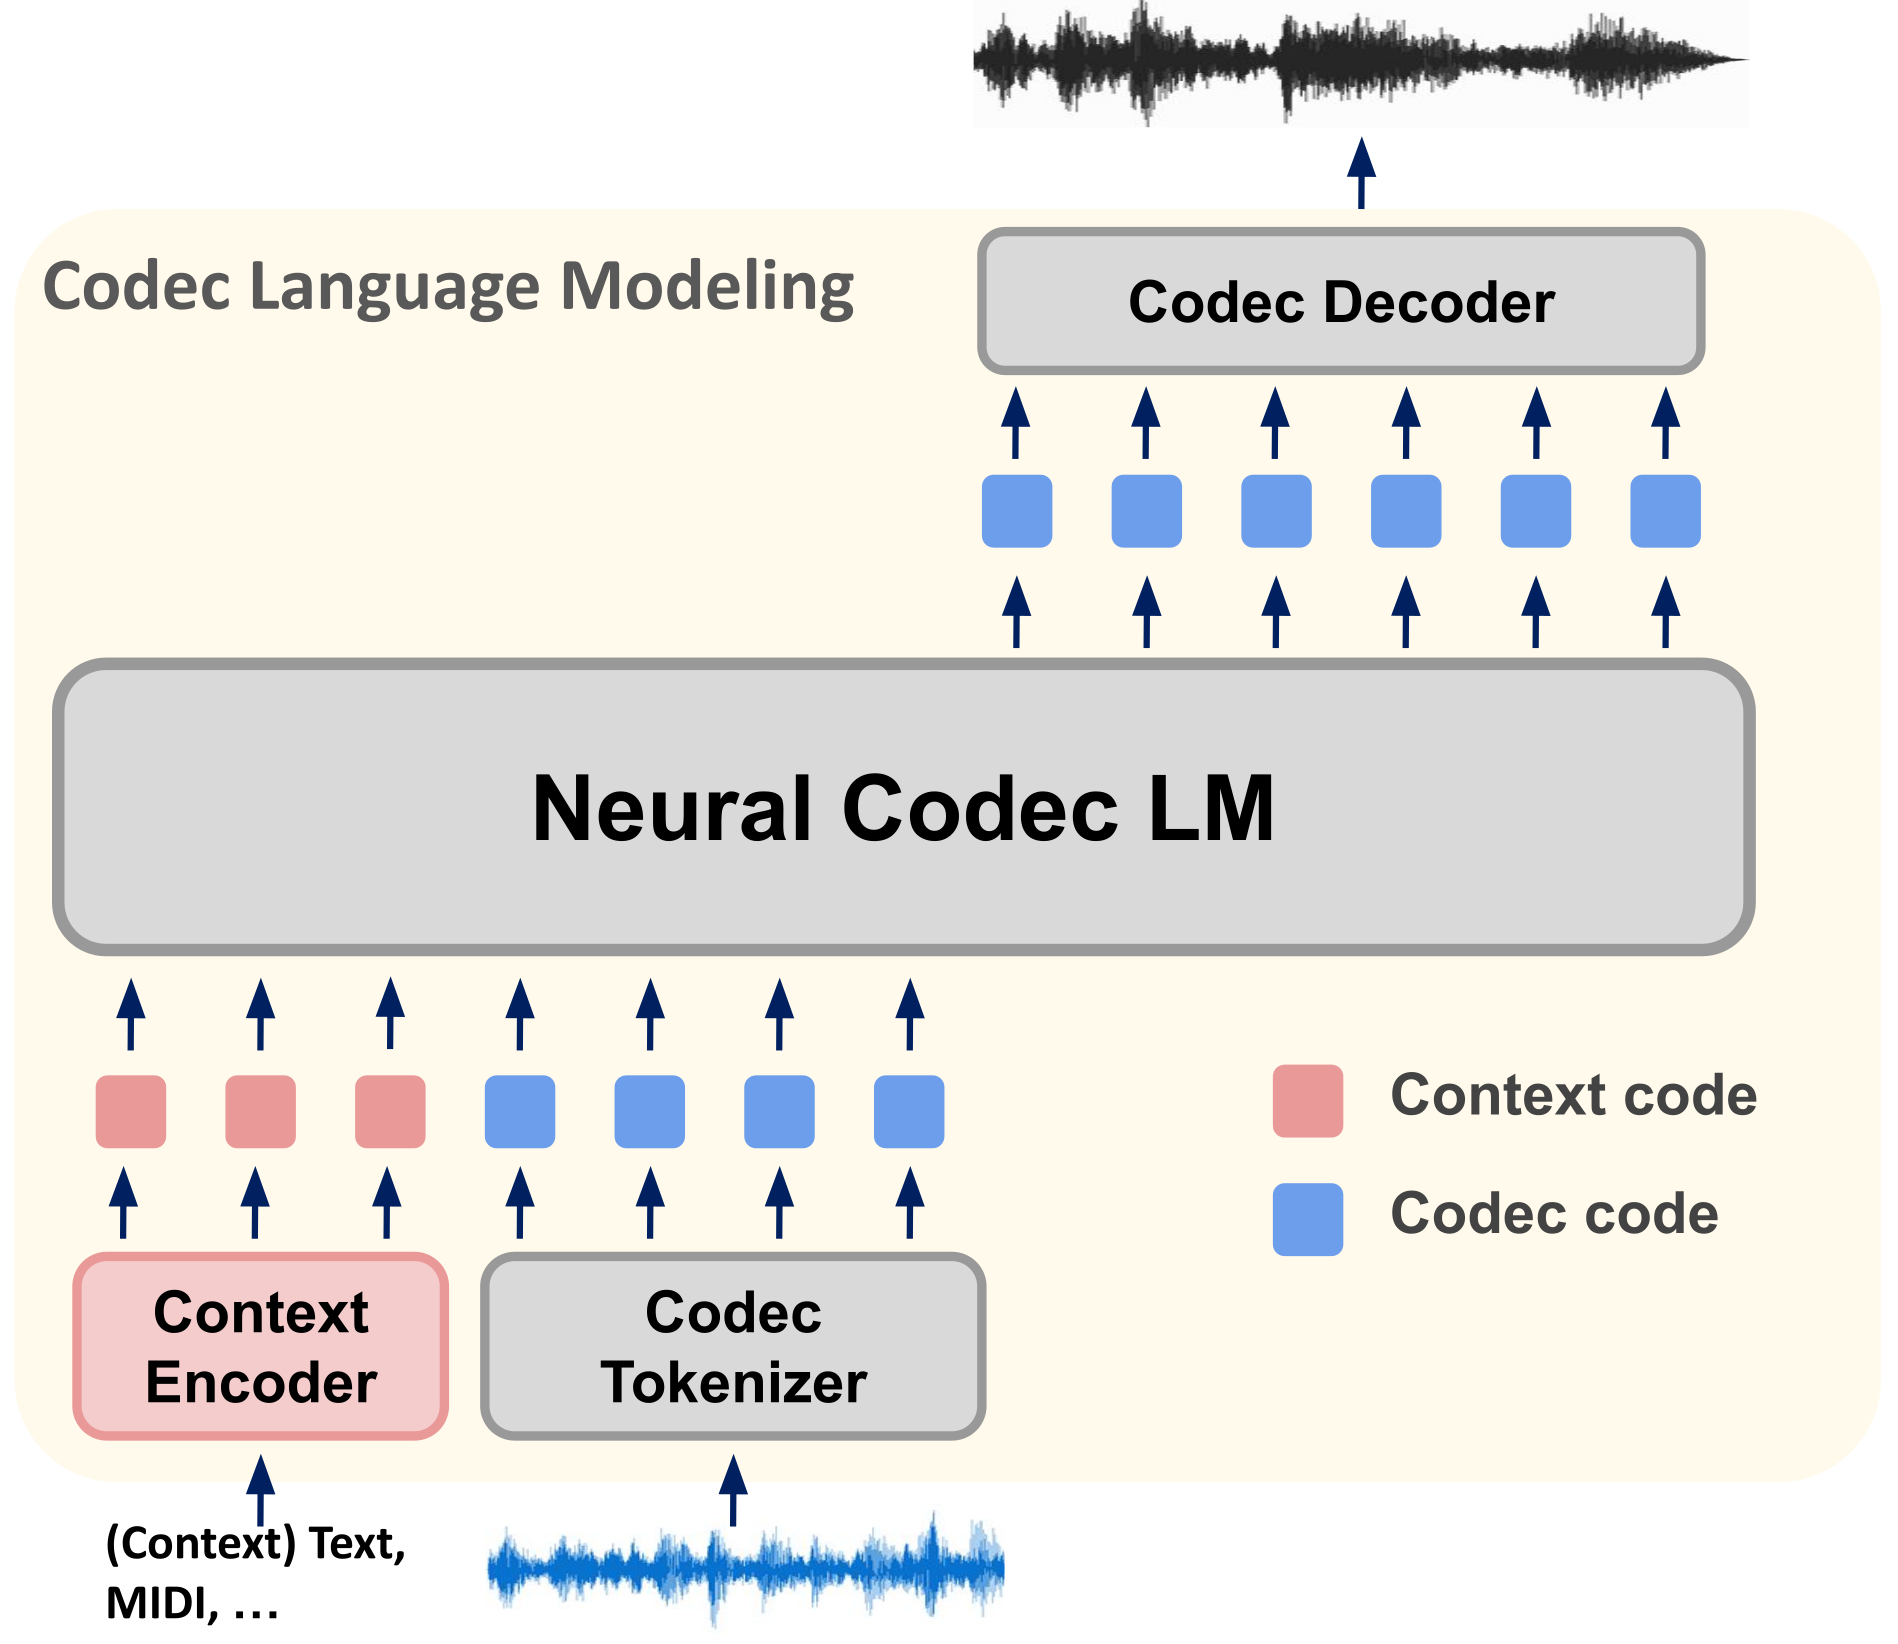 Codec Language Modeling
Codec Decoder
Neural Codec LM
Context code
Codec code
Context
Encoder
Codec
Tokenizer
(Context) Text,
MIDI, ...